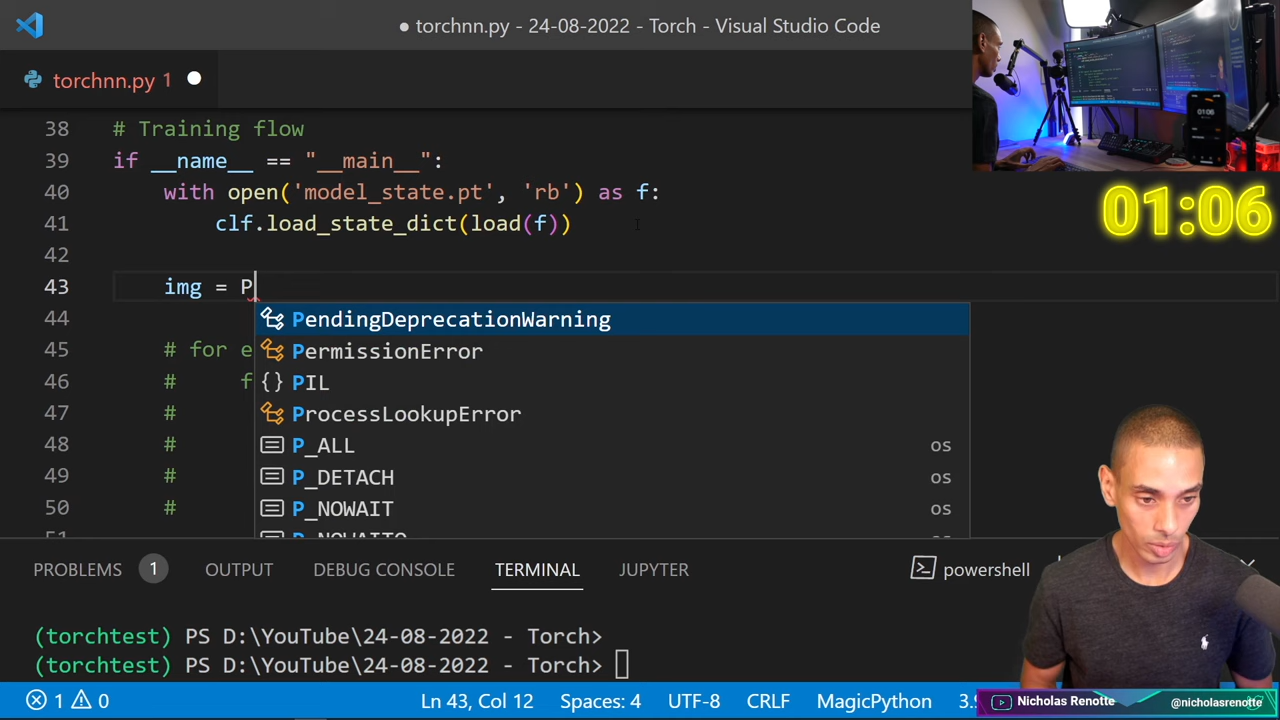 torchnn.py - 24-08-2022 - Torch - Visual Studio Code
torchnn.py 1
38 # Training flow
39 if __name__ == "__main__":
40 with open('model_state.pt', 'rb') as f:
41 clf.load_state_dict(load(f))
42
43 img = P
44
45 # for e
46 # f
47 #
48 #
49 #
50 #
PendingDeprecationWarning
PermissionError
PIL
ProcessLookupError
P_ALL os
P_DETACH os
P_NOWAIT os
01:06
PROBLEMS 1 OUTPUT DEBUG CONSOLE TERMINAL JUPYTER powershell
(torchtest) PS D:\YouTube\24-08-2022 - Torch>
(torchtest) PS D:\YouTube\24-08-2022 - Torch>
1 0 Ln 43, Col 12 Spaces: 4 UTF-8 CRLF MagicPython
Nicholas Renotte @nicholasrenotte